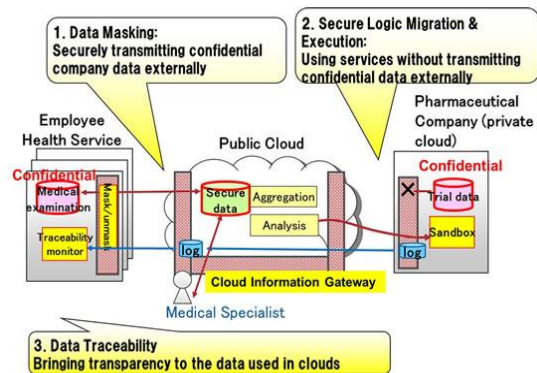 1. Data Masking:
Securely transmitting confidential
company data externally
2. Secure Logic Migration &
Execution:
Using services without transmitting
confidential data externally
Employee
Health Service
Public Cloud
Pharmaceutical
Company (private
cloud)
Confidential
Medical
examination
Mask/unmask
Traceability
monitor
Secure
data
Aggregation
Analysis
log
Cloud Information Gateway
Medical Specialist
Confidential
Trial data
Sandbox
log
3. Data Traceability
Bringing transparency to the data used in clouds